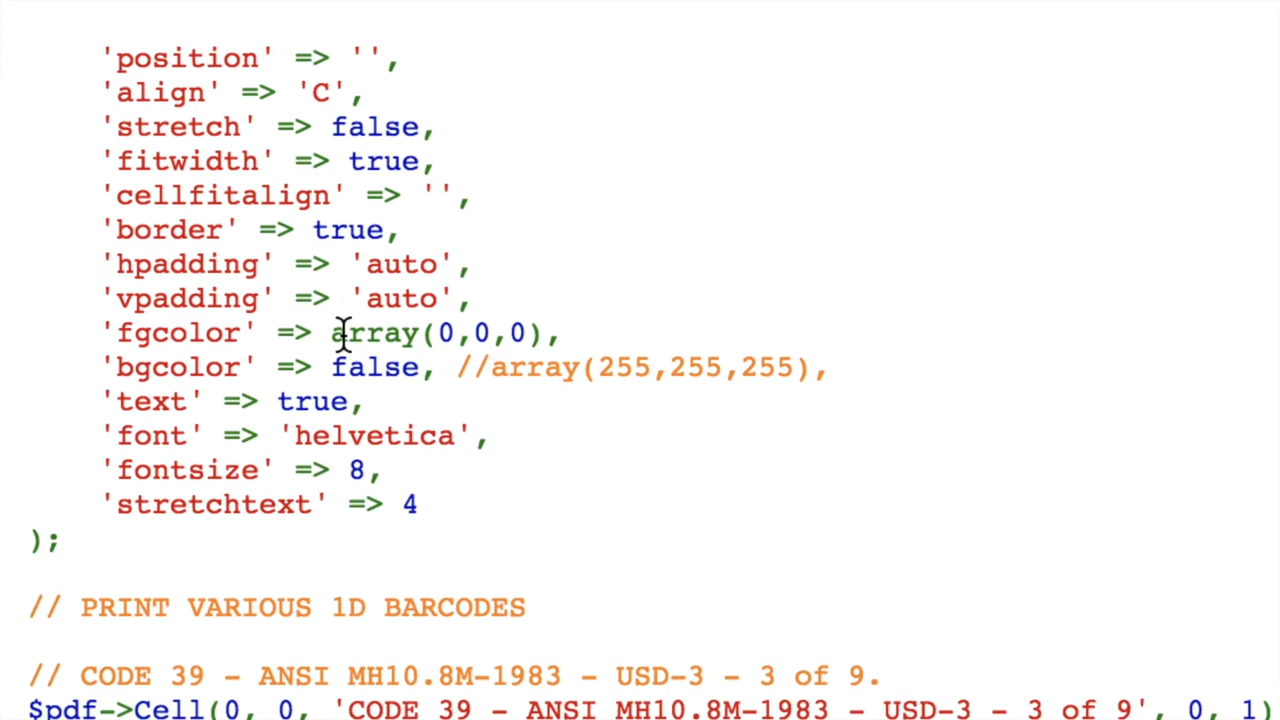 'position' => '',
'align' => 'C',
'stretch' => false,
'fitwidth' => true,
'cellfitalign' => '',
'border' => true,
'hpadding' => 'auto',
'vpadding' => 'auto',
'fgcolor' => array(0,0,0),
'bgcolor' => false, //array(255,255,255),
'text' => true,
'font' => 'helvetica',
'fontsize' => 8,
'stretchtext' => 4
);
// PRINT VARIOUS 1D BARCODES
// CODE 39 - ANSI MH10.8M-1983 - USD-3 - 3 of 9.
$pdf->Cell(0, 0, 'CODE 39 - ANSI MH10.8M-1983 - USD-3 - 3 of 9', 0, 1)